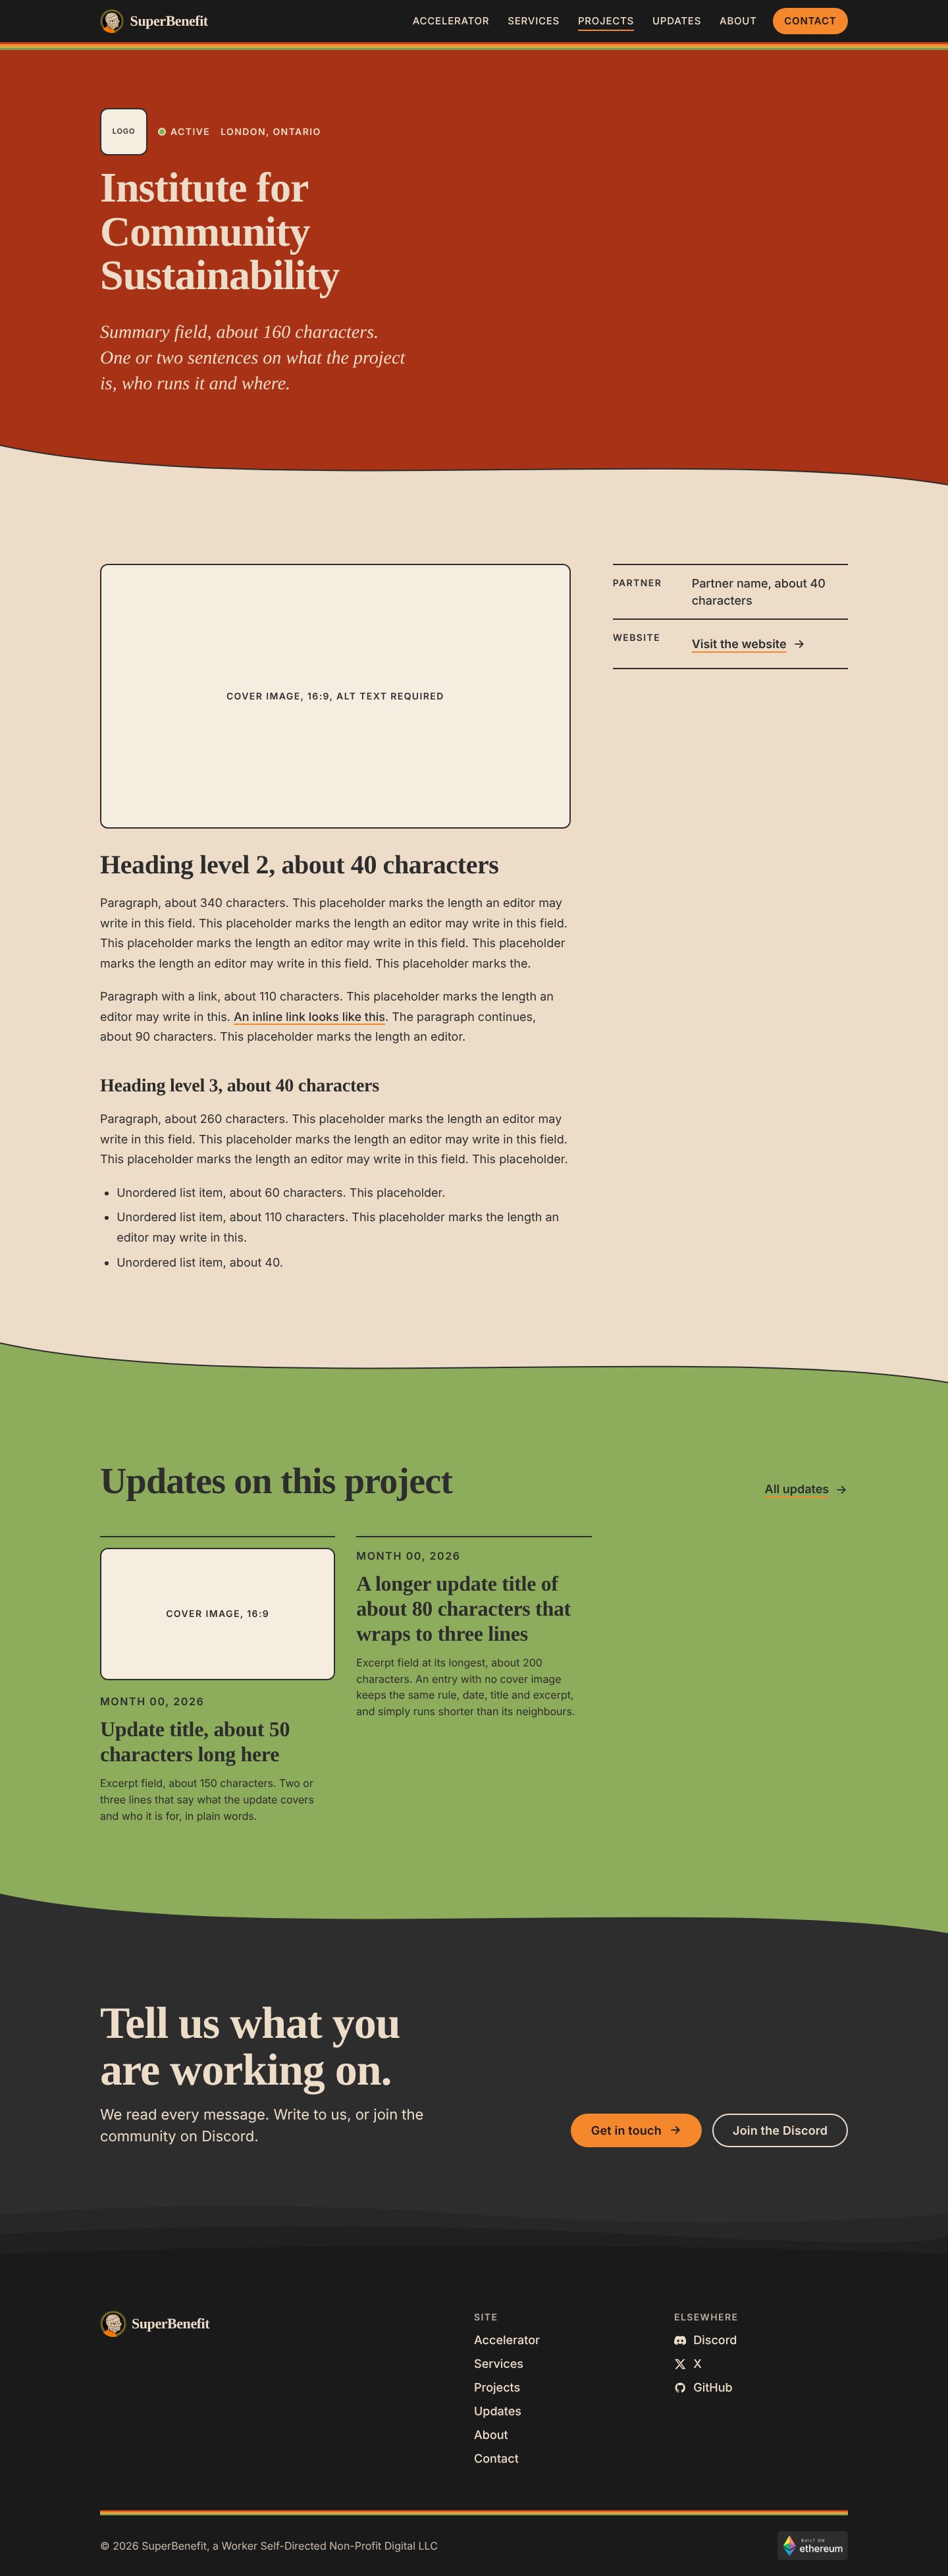 SuperBenefit
ACCELERATOR SERVICES PROJECTS UPDATES ABOUT CONTACT
LOGO
ACTIVE LONDON, ONTARIO
Institute for
Community
Sustainability
Summary field, about 160 characters.
One or two sentences on what the project
is, who runs it and where.
COVER IMAGE, 16:9, ALT TEXT REQUIRED
PARTNER
Partner name, about 40
characters
WEBSITE
Visit the website →
Heading level 2, about 40 characters
Paragraph, about 340 characters. This placeholder marks the length an editor may
write in this field. This placeholder marks the length an editor may write in this field.
This placeholder marks the length an editor may write in this field. This placeholder
marks the length an editor may write in this field. This placeholder marks the.
Paragraph with a link, about 110 characters. This placeholder marks the length an
editor may write in this. An inline link looks like this. The paragraph continues,
about 90 characters. This placeholder marks the length an editor.
Heading level 3, about 40 characters
Paragraph, about 260 characters. This placeholder marks the length an editor may
write in this field. This placeholder marks the length an editor may write in this field.
This placeholder marks the length an editor may write in this field. This placeholder.
• Unordered list item, about 60 characters. This placeholder.
• Unordered list item, about 110 characters. This placeholder marks the length an
editor may write in this.
• Unordered list item, about 40.
Updates on this project
All updates →
COVER IMAGE, 16:9
MONTH 00, 2026
Update title, about 50
characters long here
Excerpt field, about 150 characters. Two or
three lines that say what the update covers
and who it is for, in plain words.
MONTH 00, 2026
A longer update title of
about 80 characters that
wraps to three lines
Excerpt field at its longest, about 200
characters. An entry with no cover image
keeps the same rule, date, title and excerpt,
and simply runs shorter than its neighbours.
Tell us what you
are working on.
We read every message. Write to us, or join the
community on Discord.
Get in touch →
Join the Discord
SuperBenefit
SITE
Accelerator
Services
Projects
Updates
About
Contact
ELSEWHERE
Discord
X
GitHub
© 2026 SuperBenefit, a Worker Self-Directed Non-Profit Digital LLC
BUILT ON
ethereum